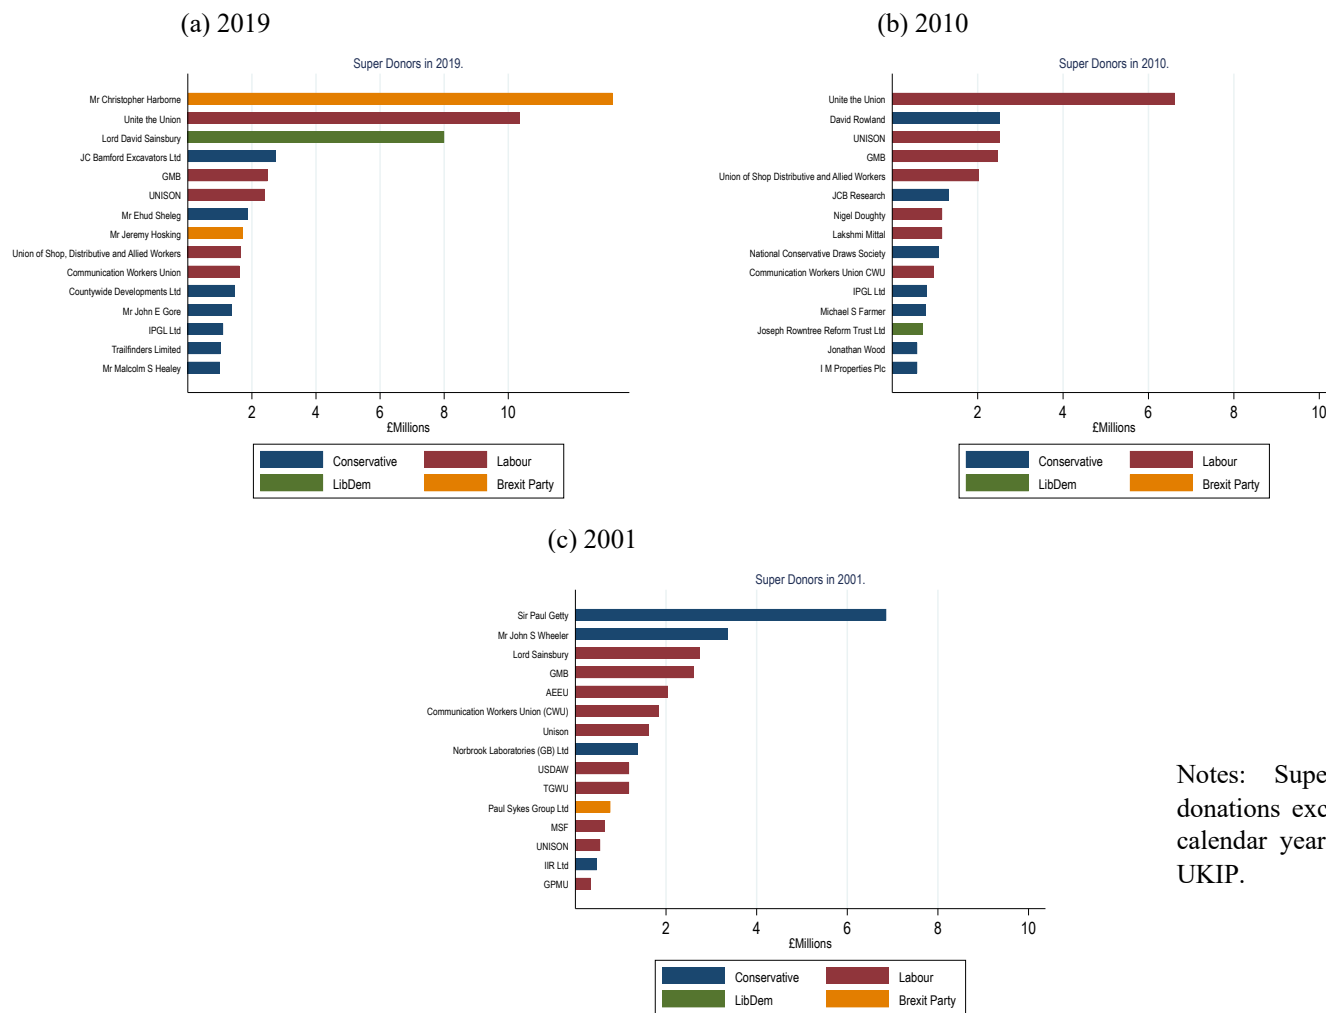 (a) 2019
Super Donors in 2019.
Mr Christopher Harborne
Unite the Union
Lord David Sainsbury
JC Bamford Excavators Ltd
GMB
UNISON
Mr Ehud Sheleg
Mr Jeremy Hosking
Union of Shop, Distributive and Allied Workers
Communication Workers Union
Countywide Developments Ltd
Mr John E Gore
IPGL Ltd
Trailfinders Limited
Mr Malcolm S Healey
2 4 6 8 10
£Millions
Conservative Labour
LibDem Brexit Party
(b) 2010
Super Donors in 2010.
Unite the Union
David Rowland
UNISON
GMB
Union of Shop Distributive and Allied Workers
JCB Research
Nigel Doughty
Lakshmi Mittal
National Conservative Draws Society
Communication Workers Union CWU
IPGL Ltd
Michael S Farmer
Joseph Rowntree Reform Trust Ltd
Jonathan Wood
I M Properties Plc
2 4 6 8 10
£Millions
Conservative Labour
LibDem Brexit Party
(c) 2001
Super Donors in 2001.
Sir Paul Getty
Mr John S Wheeler
Lord Sainsbury
GMB
AEEU
Communication Workers Union (CWU)
Unison
Norbrook Laboratories (GB) Ltd
USDAW
TGWU
Paul Sykes Group Ltd
MSF
UNISON
IIR Ltd
GPMU
2 4 6 8 10
£Millions
Conservative Labour
LibDem Brexit Party
Notes: Supe
donations exc
calendar year
UKIP.